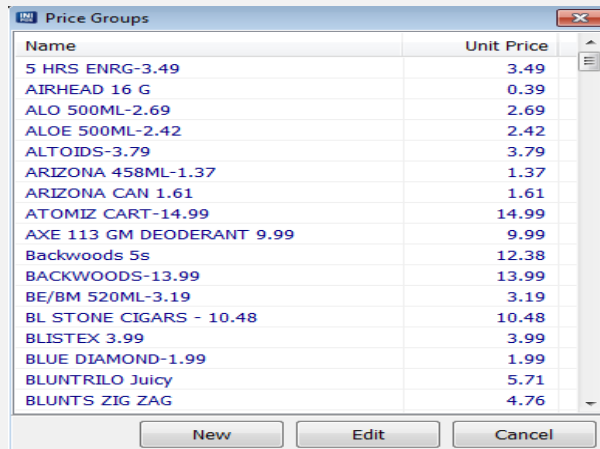 INI Price Groups
Name Unit Price
5 HRS ENRG-3.49 3.49
AIRHEAD 16 G 0.39
ALO 500ML-2.69 2.69
ALOE 500ML-2.42 2.42
ALTOIDS-3.79 3.79
ARIZONA 458ML-1.37 1.37
ARIZONA CAN 1.61 1.61
ATOMIZ CART-14.99 14.99
AXE 113 GM DEODERANT 9.99 9.99
Backwoods 5s 12.38
BACKWOODS-13.99 13.99
BE/BM 520ML-3.19 3.19
BL STONE CIGARS - 10.48 10.48
BLISTEX 3.99 3.99
BLUE DIAMOND-1.99 1.99
BLUNTRILO Juicy 5.71
BLUNTS ZIG ZAG 4.76
New Edit Cancel